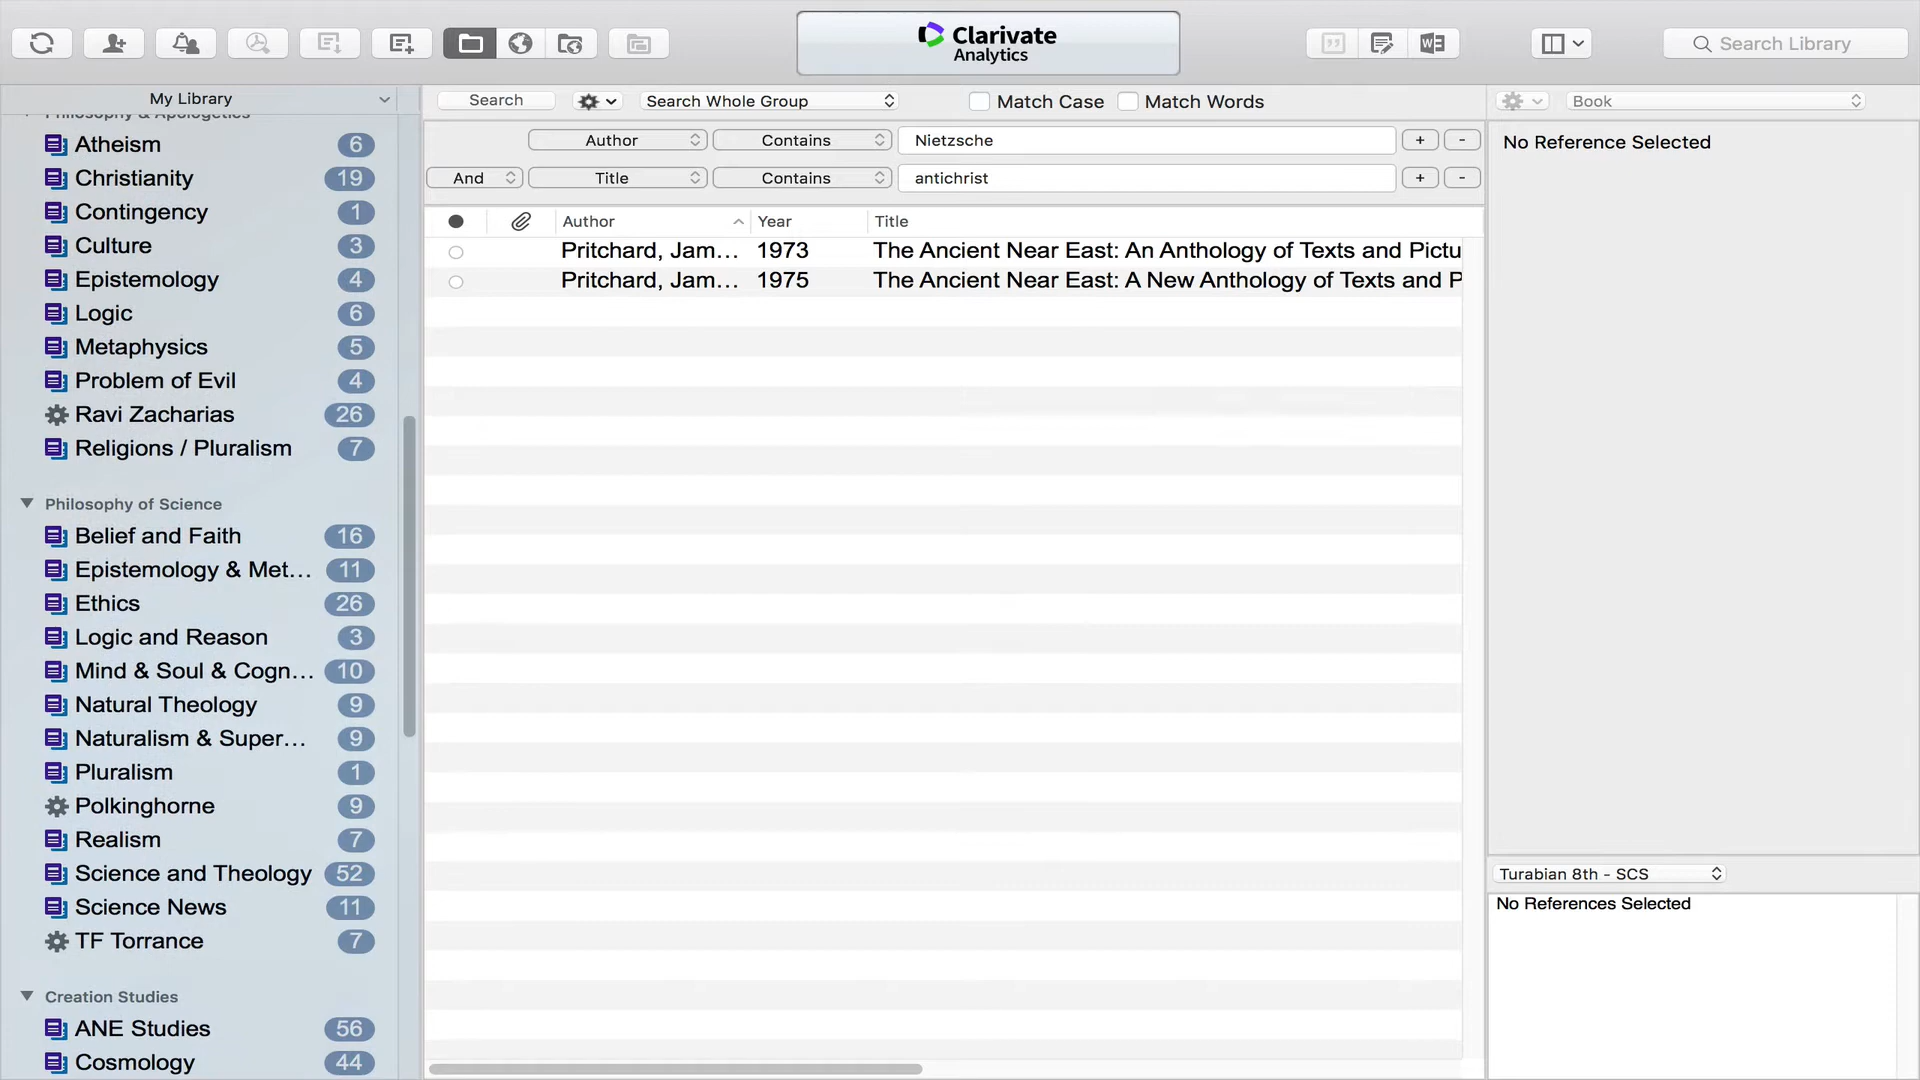 Clarivate
Analytics
Search Library
My Library
Search
Search Whole Group
Match Case
Match Words
Book
Philosophy & Apologetics
Atheism 6
Christianity 19
Contingency 1
Culture 3
Epistemology 4
Logic 6
Metaphysics 5
Problem of Evil 4
Ravi Zacharias 26
Religions / Pluralism 7
Philosophy of Science
Belief and Faith 16
Epistemology & Met... 11
Ethics 26
Logic and Reason 3
Mind & Soul & Cogn... 10
Natural Theology 9
Naturalism & Super... 9
Pluralism 1
Polkinghorne 9
Realism 7
Science and Theology 52
Science News 11
TF Torrance 7
Creation Studies
ANE Studies 56
Cosmology 44
Author Contains Nietzsche + -
And Title Contains antichrist + -
Author Year Title
Pritchard, Jam... 1973 The Ancient Near East: An Anthology of Texts and Pictu
Pritchard, Jam... 1975 The Ancient Near East: A New Anthology of Texts and P
No Reference Selected
Turabian 8th - SCS
No References Selected